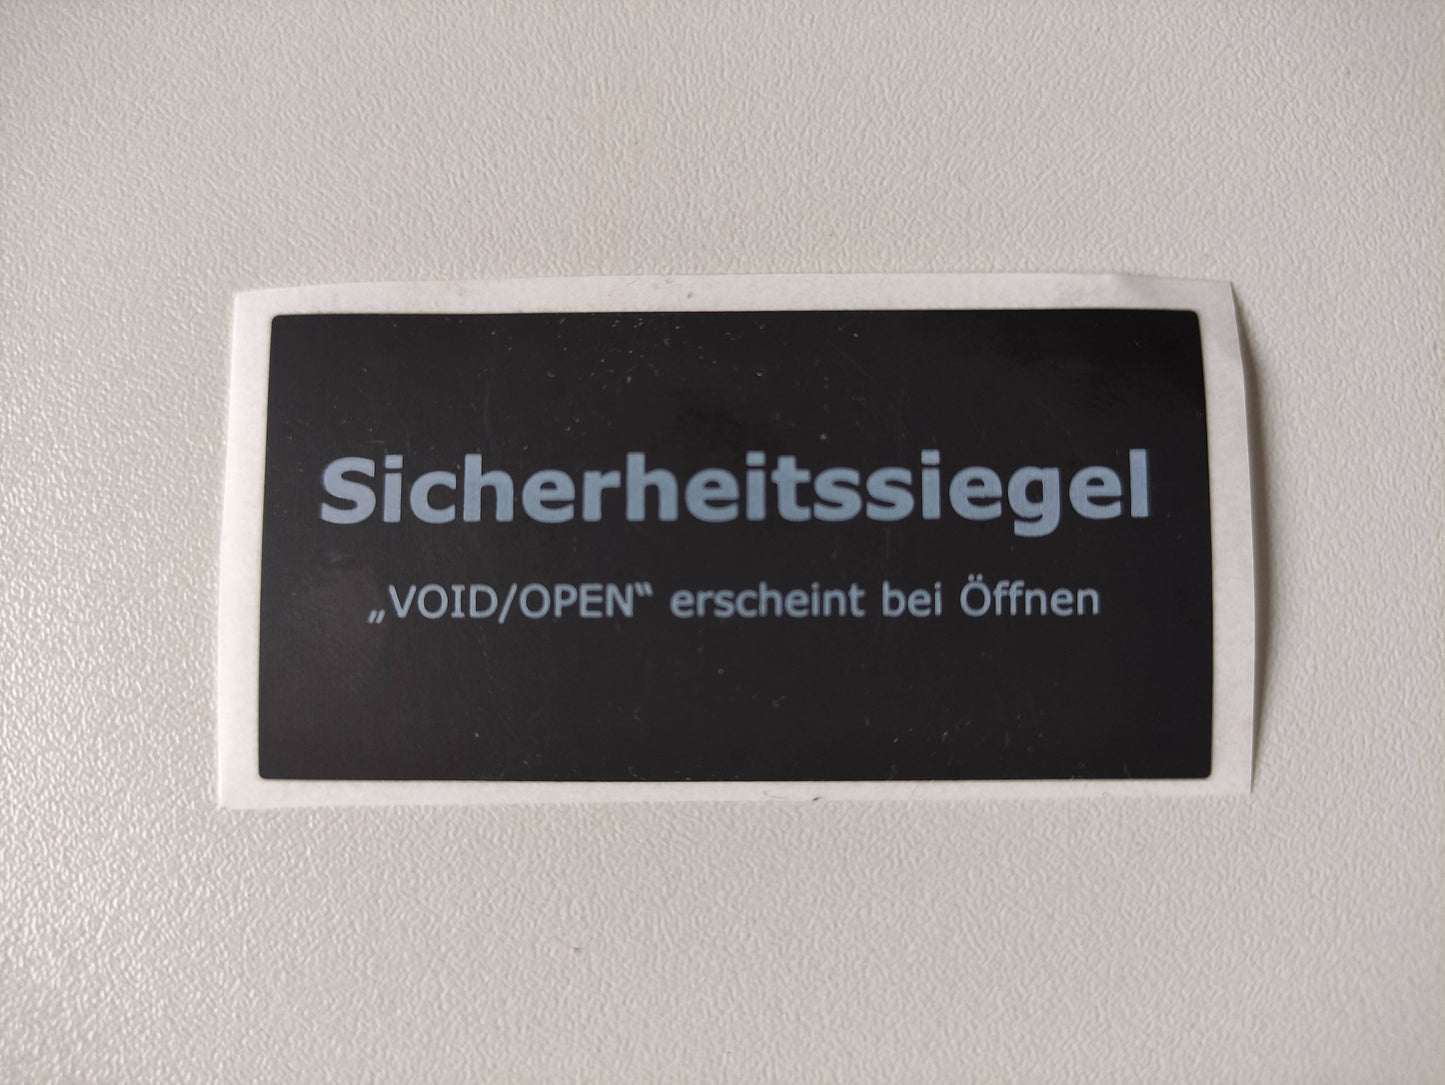 Sicherheitssiegel
„VOID/OPEN“ erscheint bei Öffnen